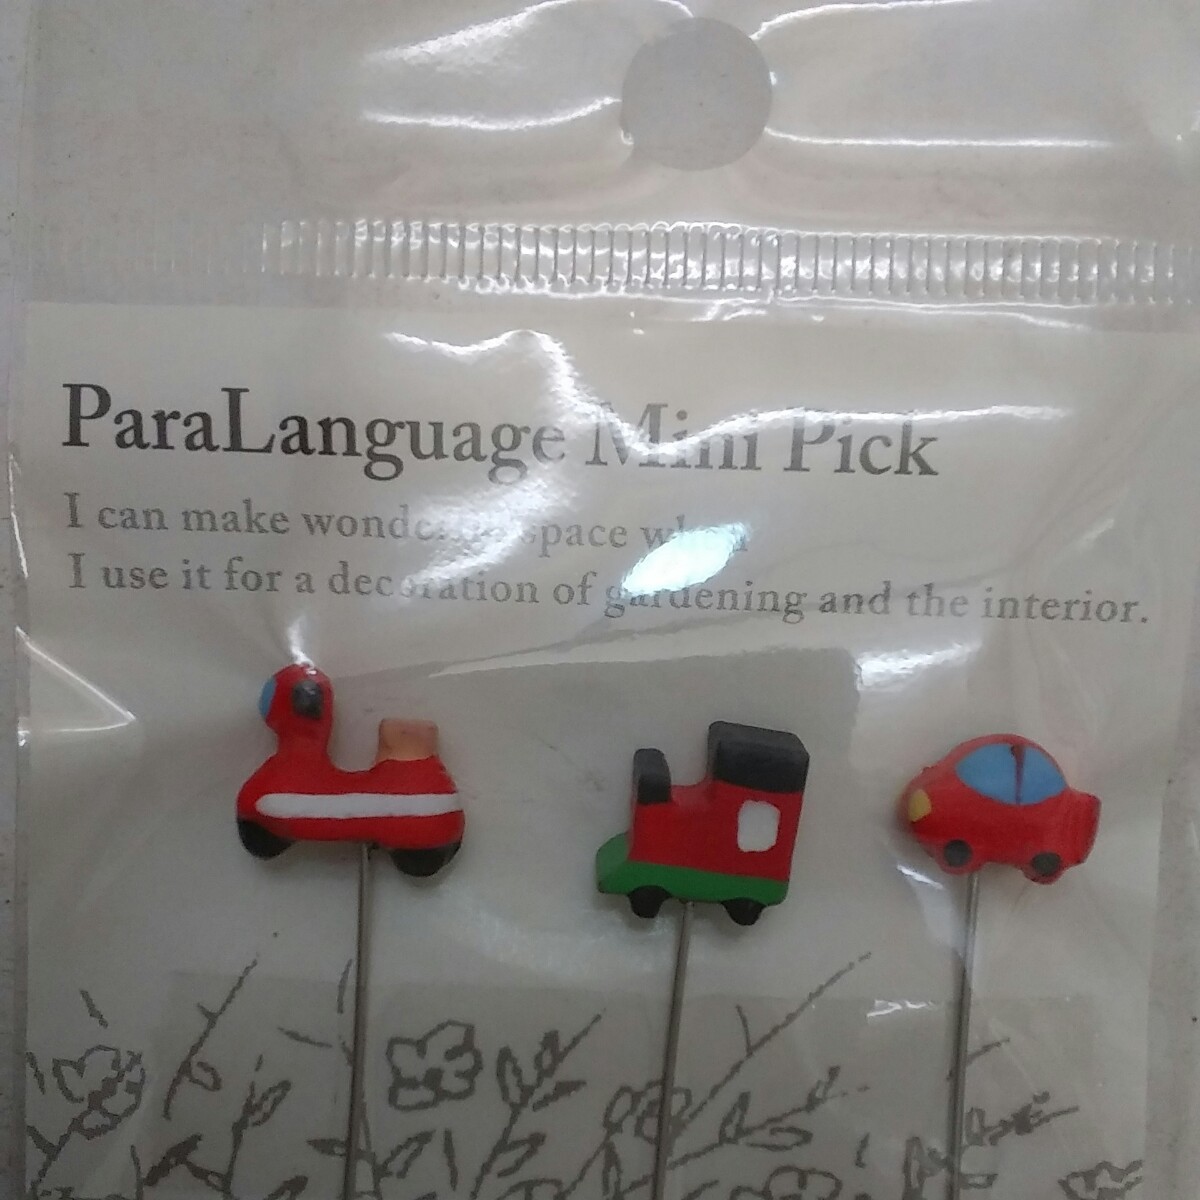 ParaLanguage Mini Pick
I can make space
I use it for a decoration of gardening and the interior.